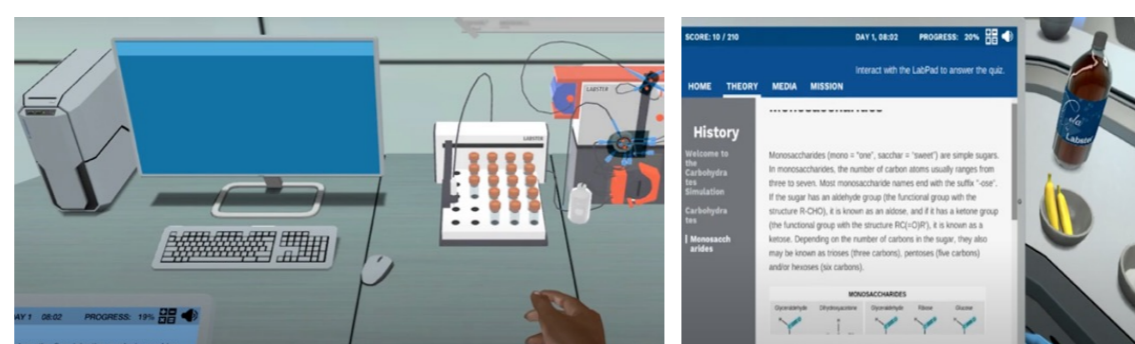 LABSTER
LABSTER
DAY 1 08:02 PROGRESS: 19%
SCORE: 10 / 210 DAY 1, 08:02 PROGRESS: 20%
Interact with the LabPad to answer the quiz.
HOME THEORY MEDIA MISSION
History
Welcome to
the
Carbohydra
tes
Simulation
Carbohydra
tes
Monosacch
arides
Monosaccharides
Monosaccharides (mono = "one", sacchar = "sweet") are simple sugars.
In monosaccharides, the number of carbon atoms usually ranges from
three to seven. Most monosaccharide names end with the suffix "-ose".
If the sugar has an aldehyde group (the functional group with the
structure R-CHO), it is known as an aldose, and if it has a ketone group
(the functional group with the structure RC(=O)R'), it is known as a
ketose. Depending on the number of carbons in the sugar, they also
may be known as trioses (three carbons), pentoses (five carbons)
and/or hexoses (six carbons).
MONOSACCHARIDES
Glyceraldehyde Dihydroxyacetone Glyceraldehyde Ribose Glucose
Labster